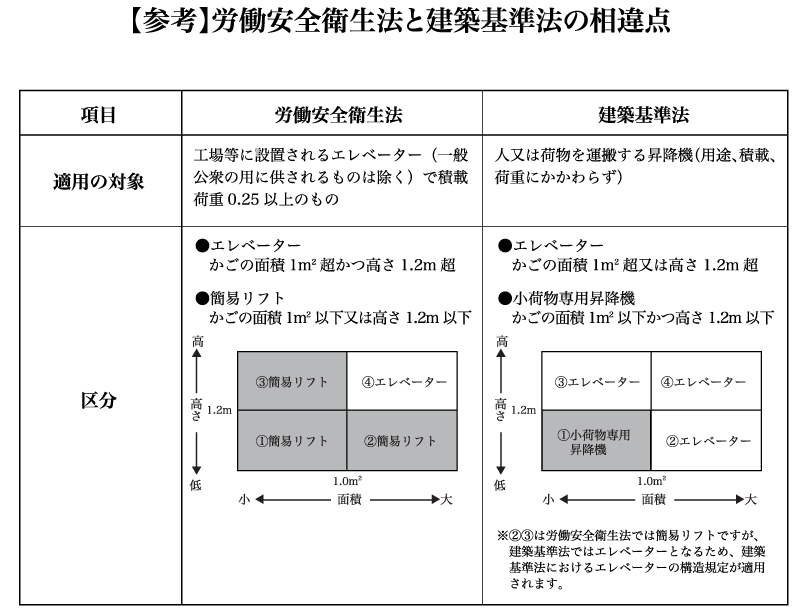 【参考】労働安全衛生法と建築基準法の相違点
項目
労働安全衛生法
建築基準法
適用の対象
工場等に設置されるエレベーター（一般
公衆の用に供されるものは除く）で積載
荷重 0.25 以上のもの
人又は荷物を運搬する昇降機（用途、積載、
荷重にかかわらず）
区分
●エレベーター
かごの面積 1m² 超かつ高さ 1.2m 超
●簡易リフト
かごの面積 1m² 以下又は高さ 1.2m 以下
高
高さ
低
1.2m
③簡易リフト
④エレベーター
①簡易リフト
②簡易リフト
1.0m²
小
面積
大
●エレベーター
かごの面積 1m² 超又は高さ 1.2m 超
●小荷物専用昇降機
かごの面積 1m² 以下かつ高さ 1.2m 以下
高
高さ
低
1.2m
③エレベーター
④エレベーター
①小荷物専用
昇降機
②エレベーター
1.0m²
小
面積
大
※②③は労働安全衛生法では簡易リフトですが、
建築基準法ではエレベーターとなるため、建築
基準法におけるエレベーターの構造規定が適用
されます。